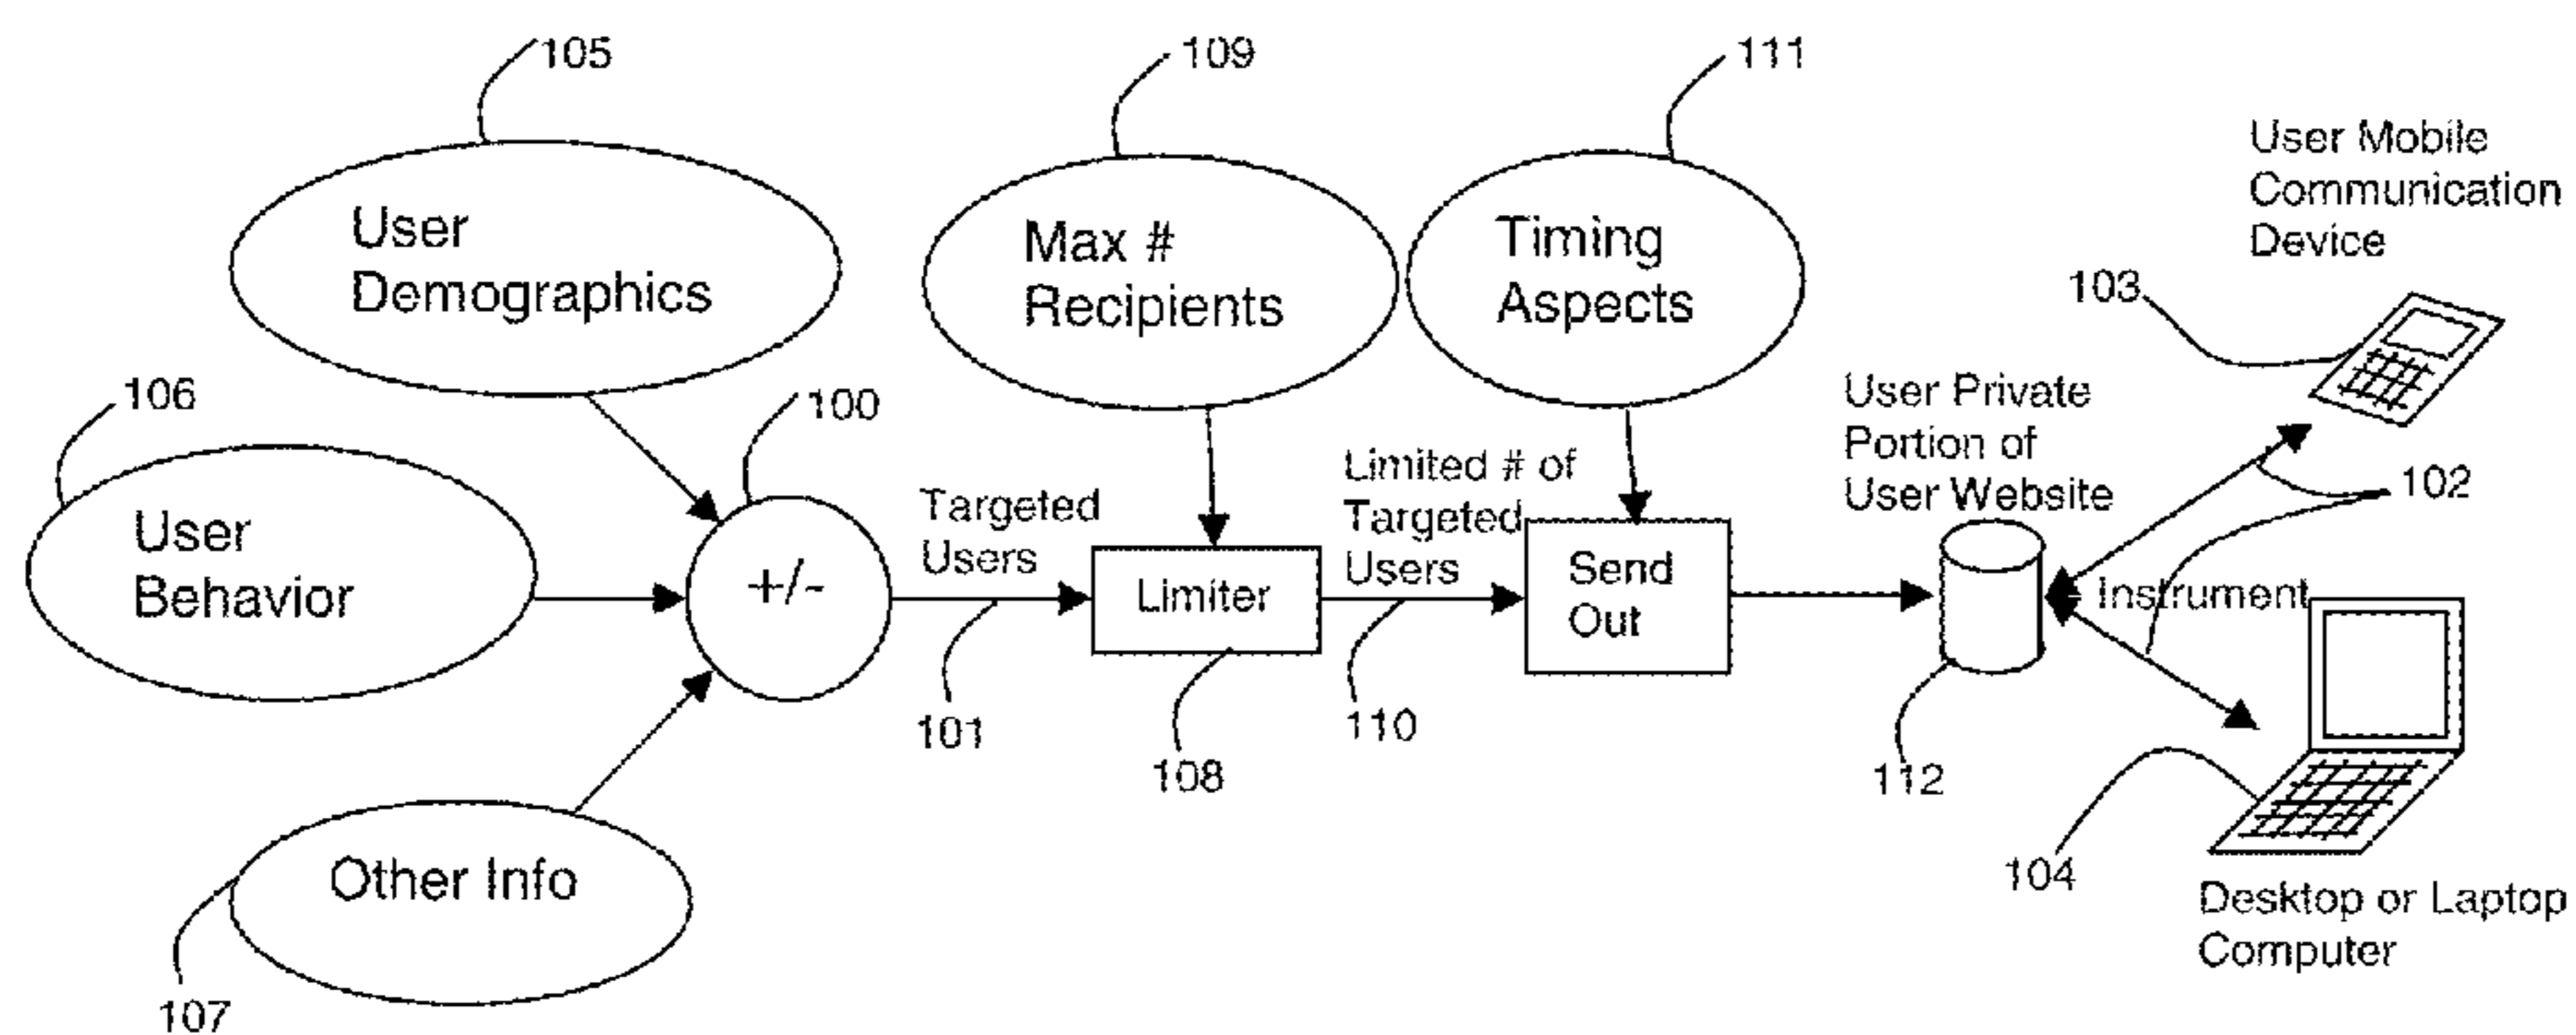 105
109
111
User Mobile
Communication
Device
User
Demographics
Max #
Recipients
Timing
Aspects
103
106
100
User Private
Portion of
User Website
Limited # of
Targeted
Users
102
User
Behavior
+/-
Targeted
Users
Limiter
Send
Out
Instrument
101
110
108
112
104
Other Info
Desktop or Laptop
Computer
107